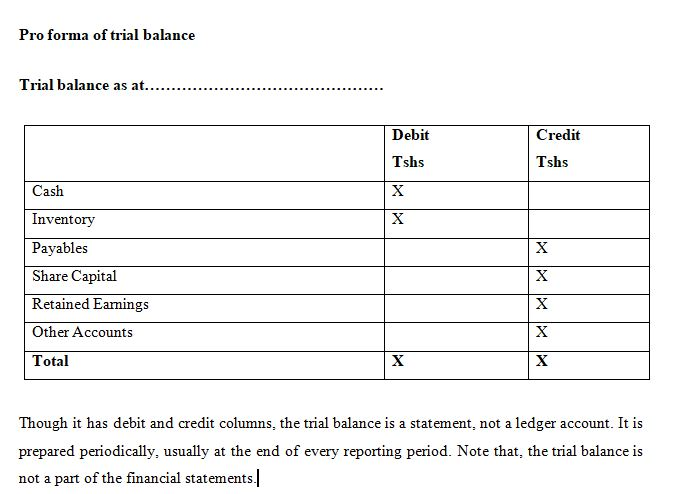 Pro forma of trial balance
Trial balance as at………………………………………
Debit Credit
Tshs Tshs
Cash X
Inventory X
Payables X
Share Capital X
Retained Earnings X
Other Accounts X
Total X X
Though it has debit and credit columns, the trial balance is a statement, not a ledger account. It is
prepared periodically, usually at the end of every reporting period. Note that, the trial balance is
not a part of the financial statements.